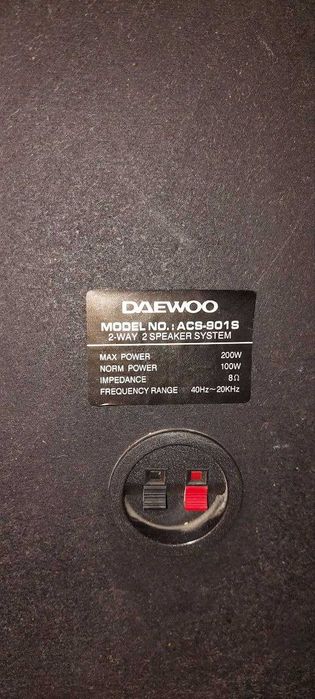 DAEWOO
MODEL NO.: ACS-901S
2-WAY 2 SPEAKER SYSTEM
MAX POWER 200W
NORM POWER 100W
IMPEDANCE 8Ω
FREQUENCY RANGE 40Hz~20KHz